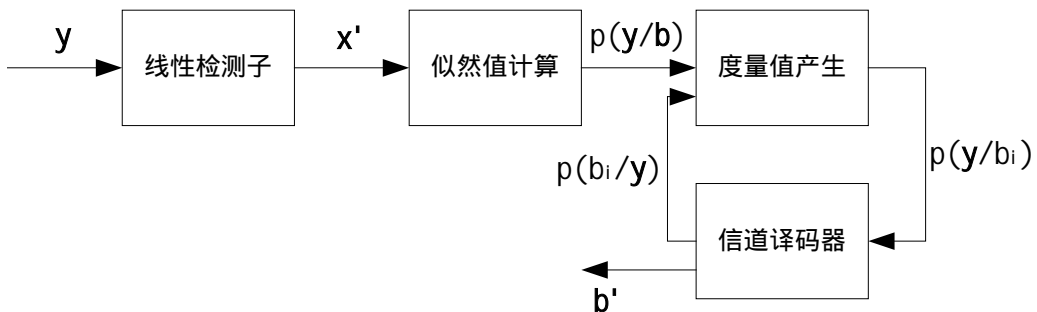 y
线性检测子
x'
似然值计算
p(y/b)
度量值产生
p(bi/y)
p(y/bi)
信道译码器
b'